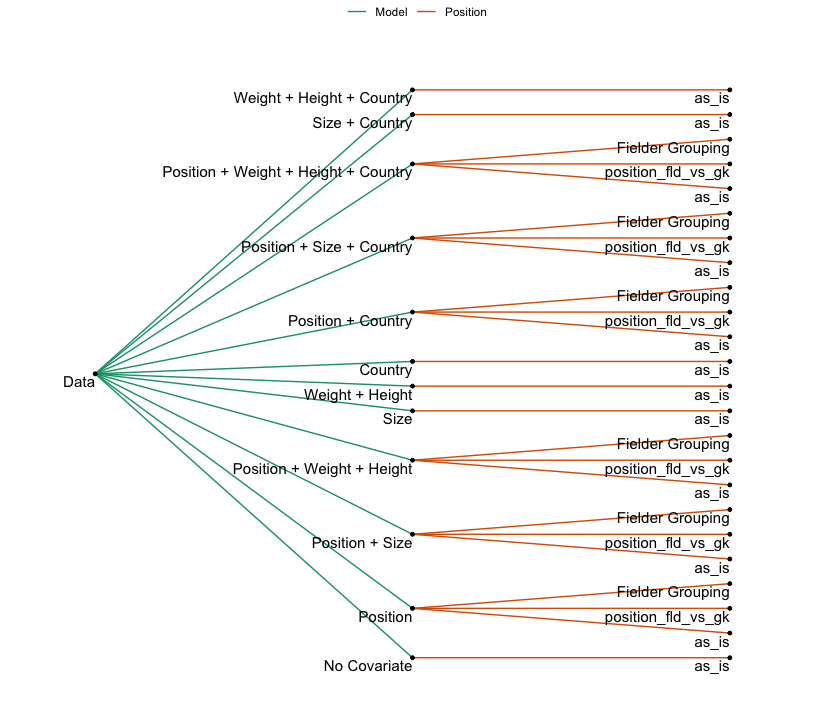 Model Position
Weight + Height + Country
as_is
Size + Country
as_is
Fielder Grouping
Position + Weight + Height + Country
position_fld_vs_gk
as_is
Fielder Grouping
Position + Size + Country
position_fld_vs_gk
as_is
Fielder Grouping
Position + Country
position_fld_vs_gk
as_is
Country
as_is
Data
Weight + Height
as_is
Size
as_is
Fielder Grouping
Position + Weight + Height
position_fld_vs_gk
as_is
Fielder Grouping
Position + Size
position_fld_vs_gk
as_is
Fielder Grouping
Position
position_fld_vs_gk
as_is
No Covariate
as_is